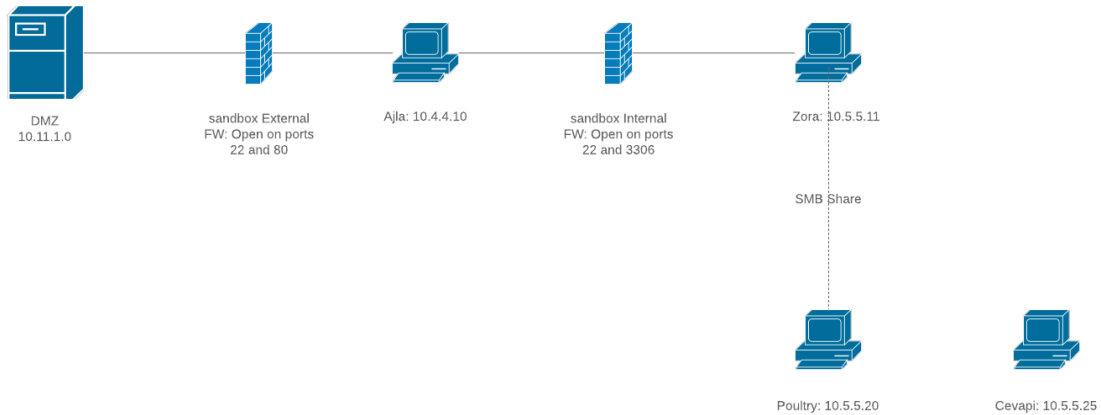 DMZ
10.11.1.0
sandbox External
FW: Open on ports
22 and 80
Ajla: 10.4.4.10
sandbox Internal
FW: Open on ports
22 and 3306
Zora: 10.5.5.11
SMB Share
Poultry: 10.5.5.20
Cevapi: 10.5.5.25